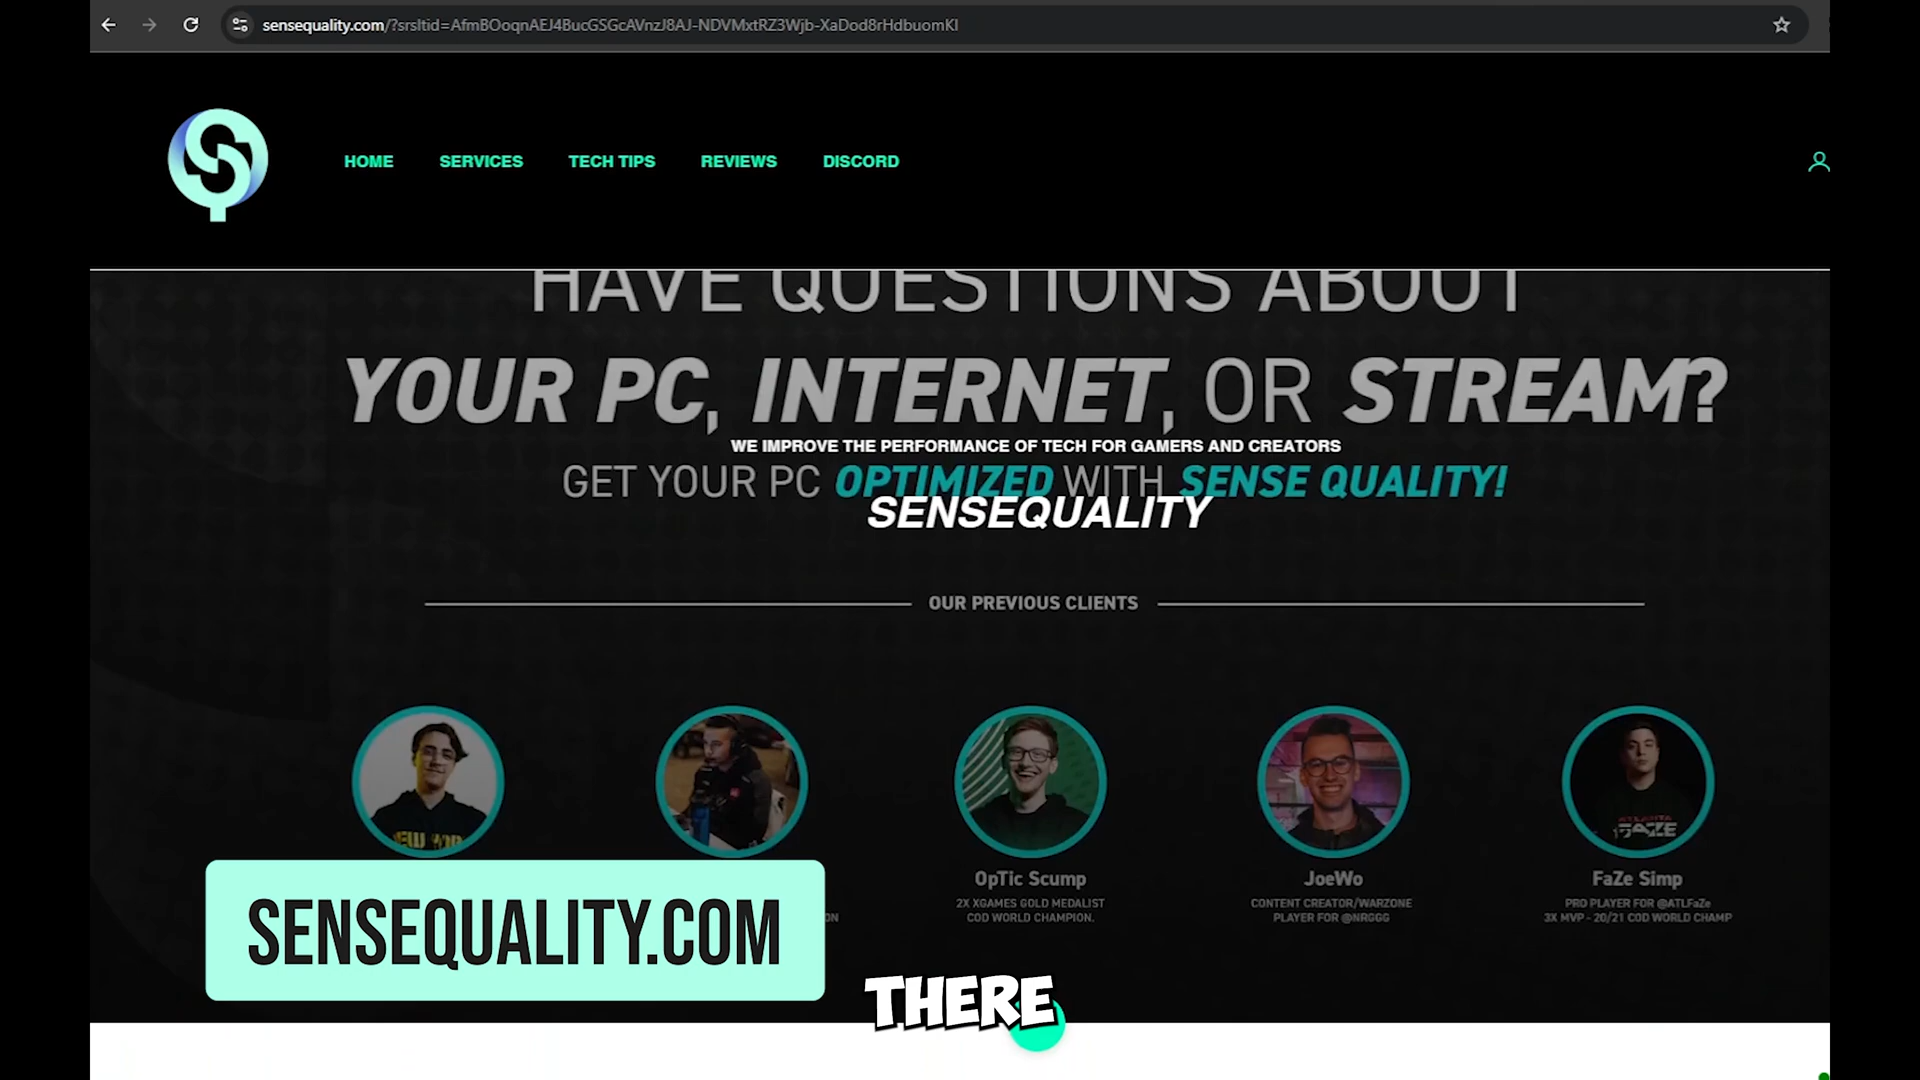 sensequality.com/?srsltid=AfmBOoqnAEJ4BucGSGcAVnzJ8AJ-NDVMxtRZ3Wjb-XaDod8rHdbuomKl
HOME SERVICES TECH TIPS REVIEWS DISCORD
HAVE QUESTIONS ABOUT
YOUR PC, INTERNET, OR STREAM?
WE IMPROVE THE PERFORMANCE OF TECH FOR GAMERS AND CREATORS
GET YOUR PC OPTIMIZED WITH SENSE QUALITY!
SENSEQUALITY
OUR PREVIOUS CLIENTS
OpTic Scump JoeWo FaZe Simp
2X XGAMES GOLD MEDALIST CONTENT CREATOR/WARZONE PRO PLAYER FOR @ATLFaZe
COD WORLD CHAMPION. PLAYER FOR @NRGGG 3X MVP - 20/21 COD WORLD CHAMP
SENSEQUALITY.COM
THERE